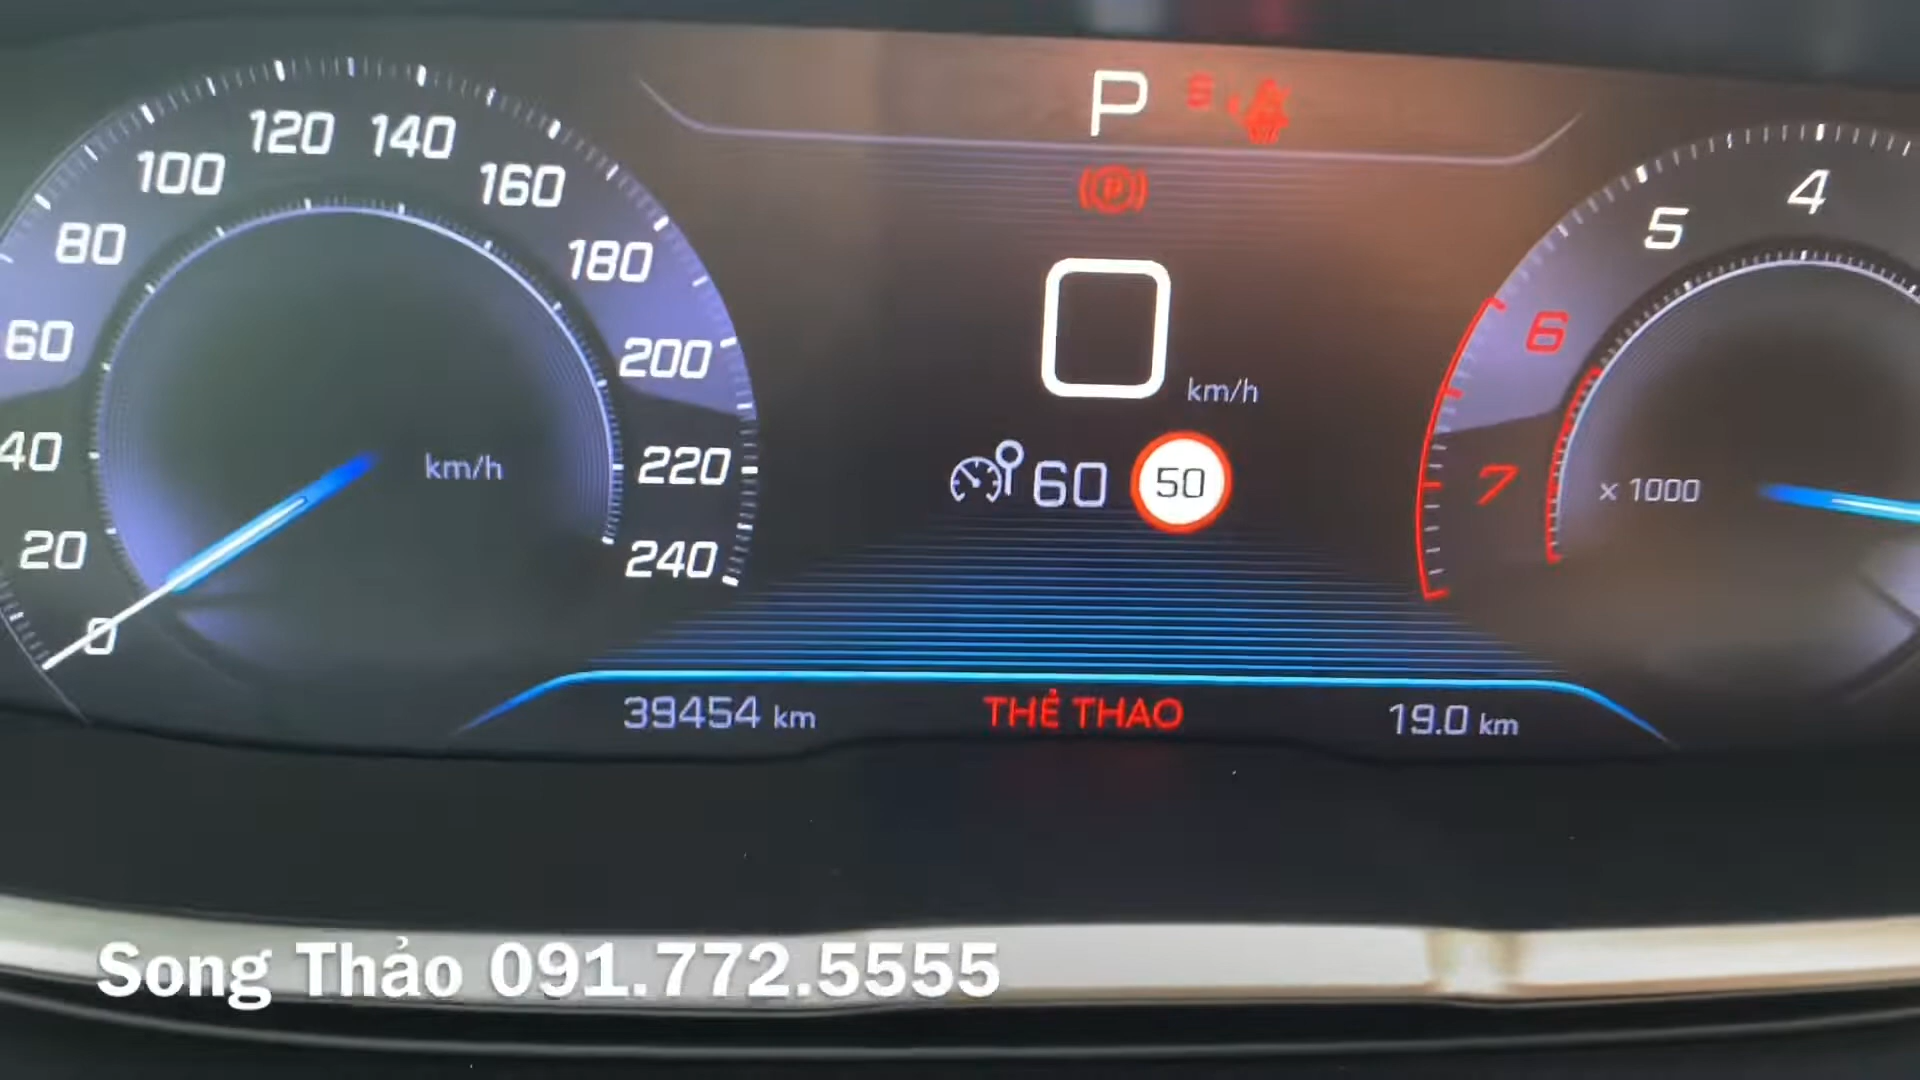 P
120 140
100
160
80
180
60
200
40
220
20
240
0
km/h
0
km/h
60 50
4
5
6
7
x 1000
39454 km
THỂ THAO
19.0 km
Song Thảo 091.772.5555